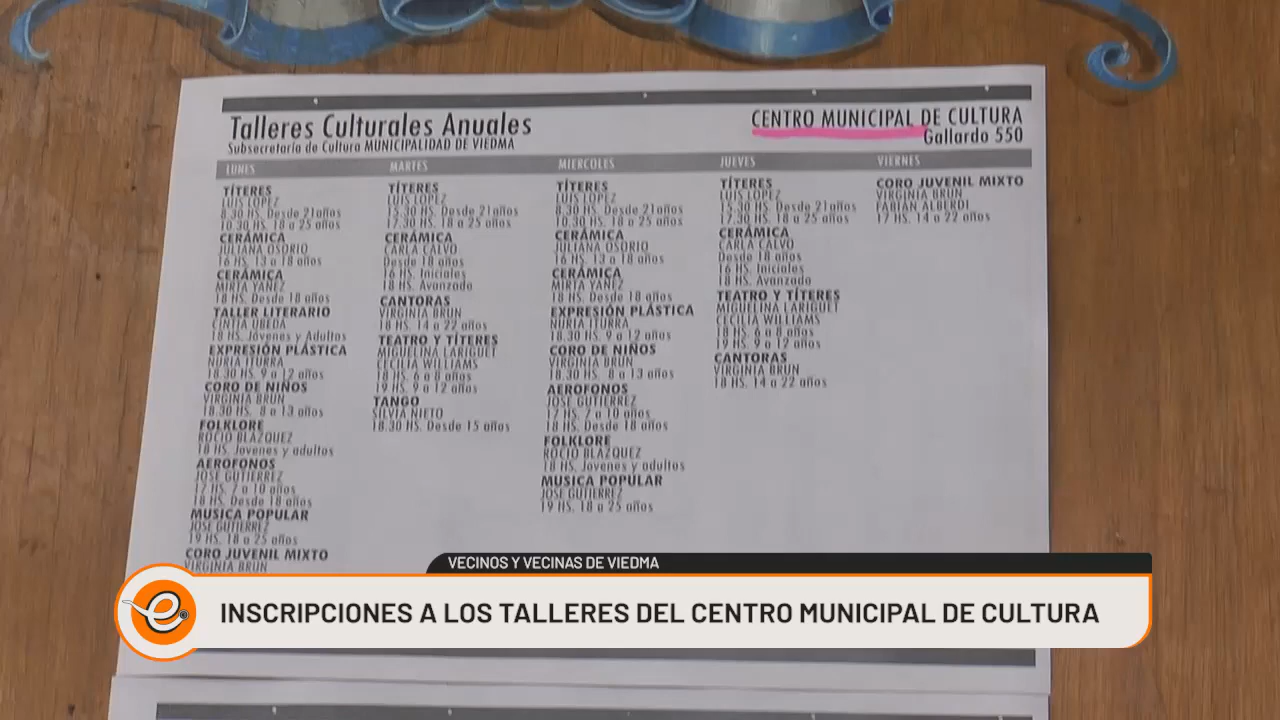 Talleres Culturales Anuales
Subsecretaría de Cultura MUNICIPALIDAD DE VIEDMA
CENTRO MUNICIPAL DE CULTURA
Gallardo 550
LUNES
TÍTERES
LUIS LOPEZ
8.30 HS. Desde 21años
10.30 HS. 18 a 25 años
CERÁMICA
JULIANA OSORIO
16 HS. 13 a 18 años
CERÁMICA
MIRTA YAÑEZ
18 HS. Desde 18 años
TALLER LITERARIO
CINTIA UBEDA
18 HS. Jóvenes y Adultos
EXPRESIÓN PLÁSTICA
NURIA ITURRA
18.30 HS. 9 a 12 años
CORO DE NIÑOS
VIRGINIA BRUN
18.30 HS. 8 a 13 años
FOLKLORE
ROCIO BLAZQUEZ
18 HS. Jovenes y adultos
AEROFONOS
JOSE GUTIERREZ
17 HS. 7 a 10 años
18 HS. Desde 18 años
MUSICA POPULAR
JOSE GUTIERREZ
19 HS. 18 a 25 años
CORO JUVENIL MIXTO
VIRGINIA BRUN
MARTES
TÍTERES
LUIS LOPEZ
15.30 HS. Desde 21años
17.30 HS. 18 a 25 años
CERÁMICA
CARLA CALVO
Desde 18 años
16 HS. Iniciales
18 HS. Avanzado
CANTORAS
VIRGINIA BRUN
18 HS. 14 a 22 años
TEATRO Y TÍTERES
MIGUELINA LARIGUET
CECILIA WILLIAMS
18 HS. 6 a 8 años
19 HS. 9 a 12 años
TANGO
SILVIA NIETO
18.30 HS. Desde 15 años
MIERCOLES
TÍTERES
LUIS LOPEZ
8.30 HS. Desde 21años
10.30 HS. 18 a 25 años
CERÁMICA
JULIANA OSORIO
16 HS. 13 a 18 años
CERÁMICA
MIRTA YAÑEZ
18 HS. Desde 18 años
EXPRESIÓN PLÁSTICA
NURIA ITURRA
18.30 HS. 9 a 12 años
CORO DE NIÑOS
VIRGINIA BRUN
18.30 HS. 8 a 13 años
AEROFONOS
JOSE GUTIERREZ
17 HS. 7 a 10 años
18 HS. Desde 18 años
FOLKLORE
ROCIO BLAZQUEZ
18 HS. Jovenes y adultos
MUSICA POPULAR
JOSE GUTIERREZ
19 HS. 18 a 25 años
JUEVES
TÍTERES
LUIS LOPEZ
15.30 HS. Desde 21años
17.30 HS. 18 a 25 años
CERÁMICA
CARLA CALVO
Desde 18 años
16 HS. Iniciales
18 HS. Avanzado
TEATRO Y TÍTERES
MIGUELINA LARIGUET
CECILIA WILLIAMS
18 HS. 6 a 8 años
19 HS. 9 a 12 años
CANTORAS
VIRGINIA BRUN
18 HS. 14 a 22 años
VIERNES
CORO JUVENIL MIXTO
VIRGINIA BRUN
FABIAN ALBERDI
17 HS. 14 a 22 años
VECINOS Y VECINAS DE VIEDMA
INSCRIPCIONES A LOS TALLERES DEL CENTRO MUNICIPAL DE CULTURA
e